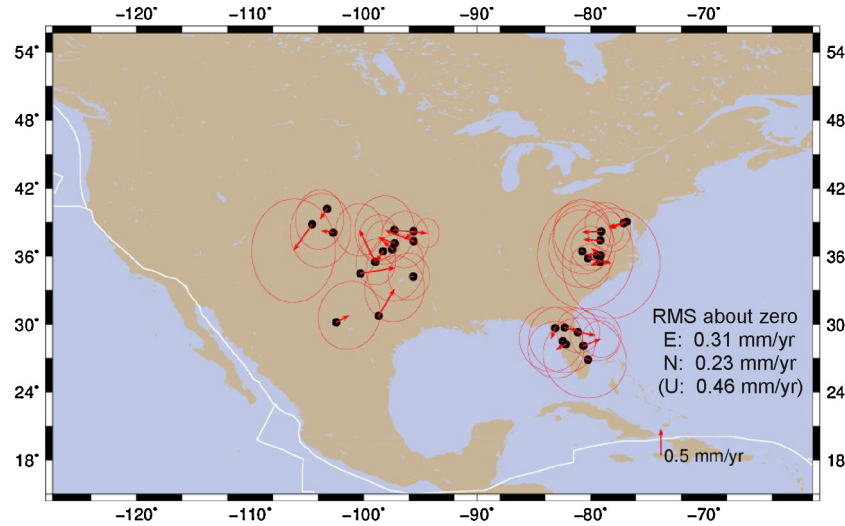 −120° −110° −100° −90° −80° −70°
54° 54°
48° 48°
42° 42°
36° 36°
30° 30°
24° 24°
18° 18°
RMS about zero
E: 0.31 mm/yr
N: 0.23 mm/yr
(U: 0.46 mm/yr)
0.5 mm/yr
−120° −110° −100° −90° −80° −70°